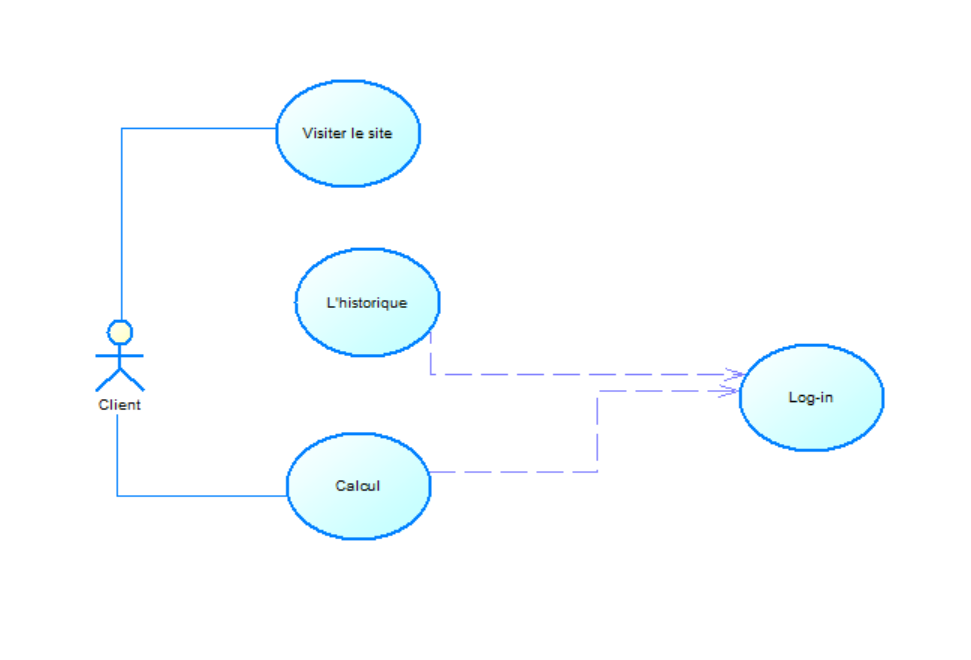 Visiter le site
L'historique
Client
Log-in
Calcul